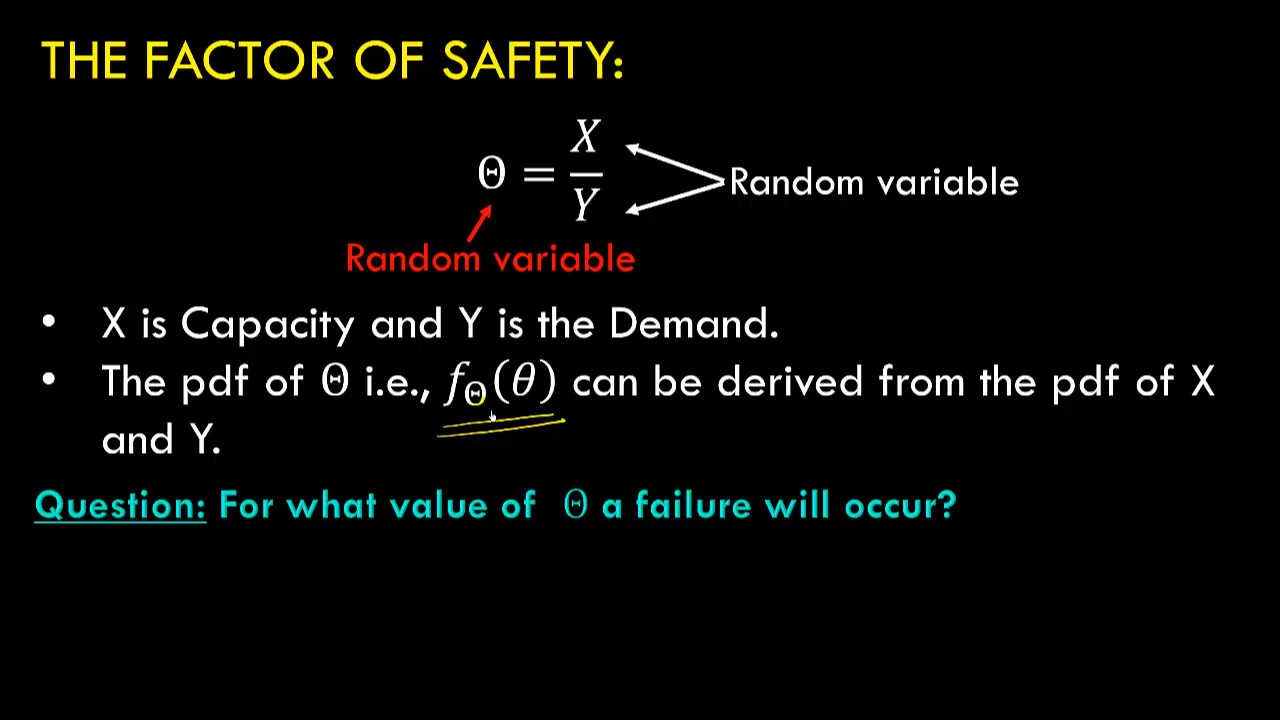 THE FACTOR OF SAFETY:
Θ = X / Y
Random variable
Random variable
• X is Capacity and Y is the Demand.
• The pdf of Θ i.e., f_Θ(θ) can be derived from the pdf of X
and Y.
Question: For what value of Θ a failure will occur?